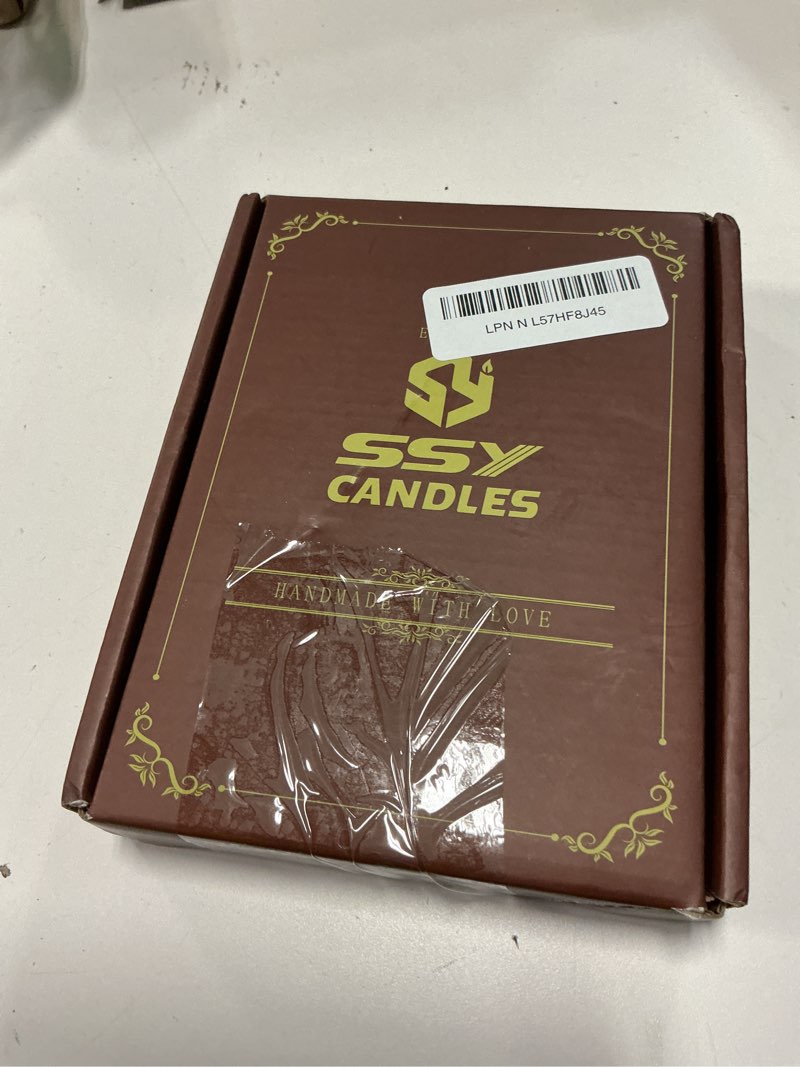 LPN N L57HF8J45
SSY
CANDLES
HANDMADE WITH LOVE